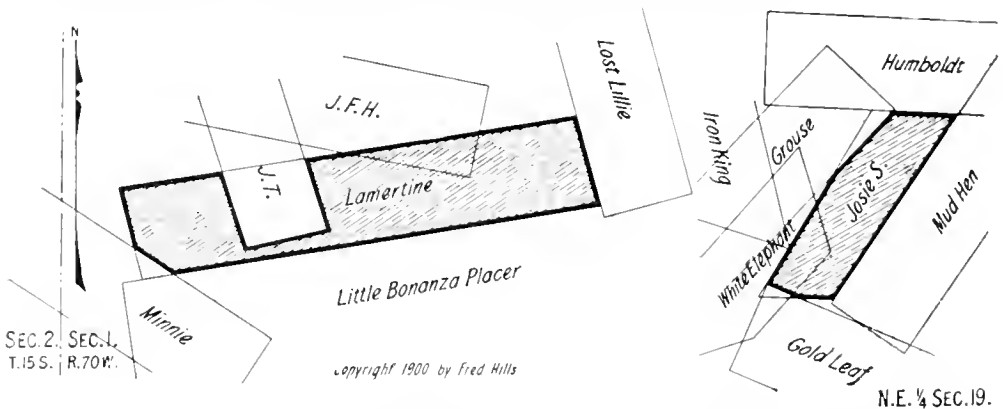 N
J.F.H.
J.T.
Lamertine
Lost Lillie
Little Bonanza Placer
Minnie
SEC. 2. SEC. 1.
T. 15 S. R. 70 W.
copyright 1900 by Fred Hills
Humboldt
Iron King
Grouse
Josie S.
Mud Hen
White Elephant
Gold Leaf
N.E. ¼ SEC. 19.